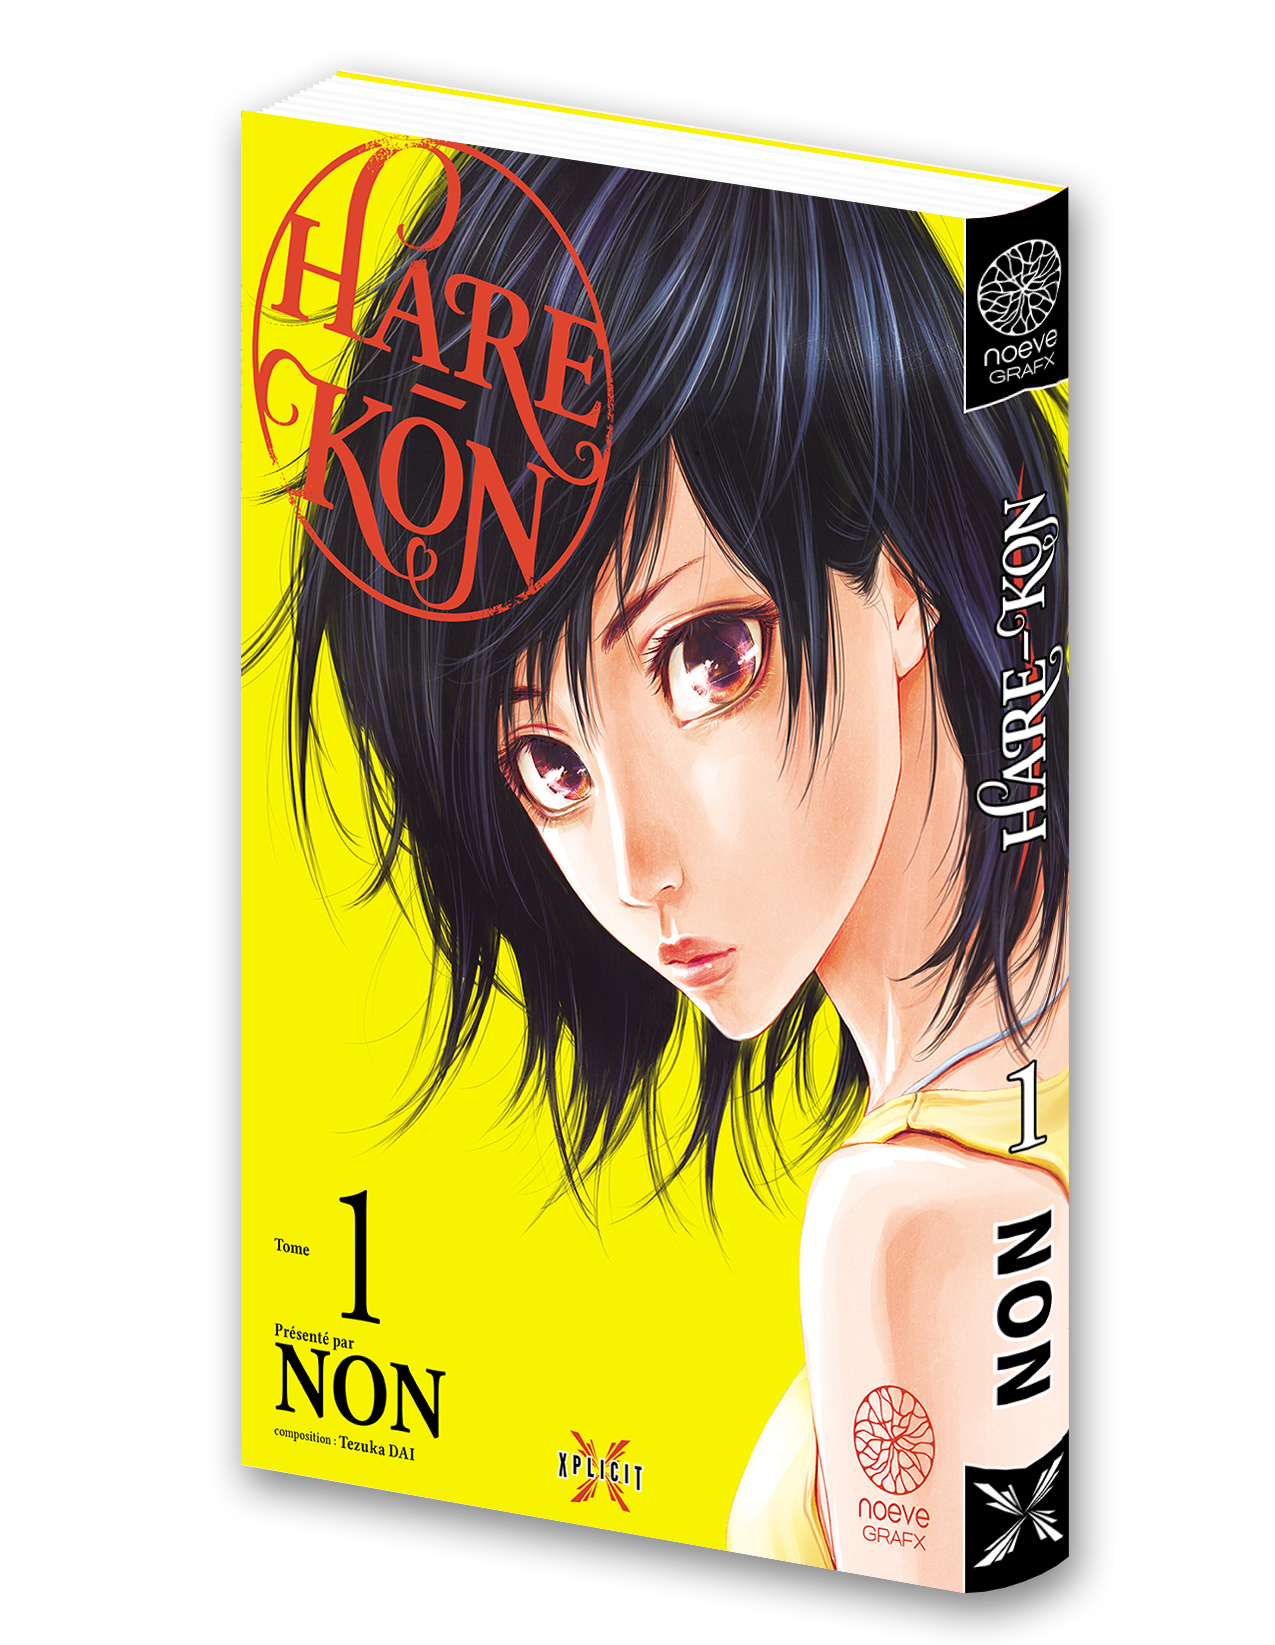 HARE
-
KŌN
Tome
1
Présenté par
NON
composition : Tezuka DAI
XPLICIT
noeve
GRAFX
noeve
GRAFX
HARE-KON
1
NON